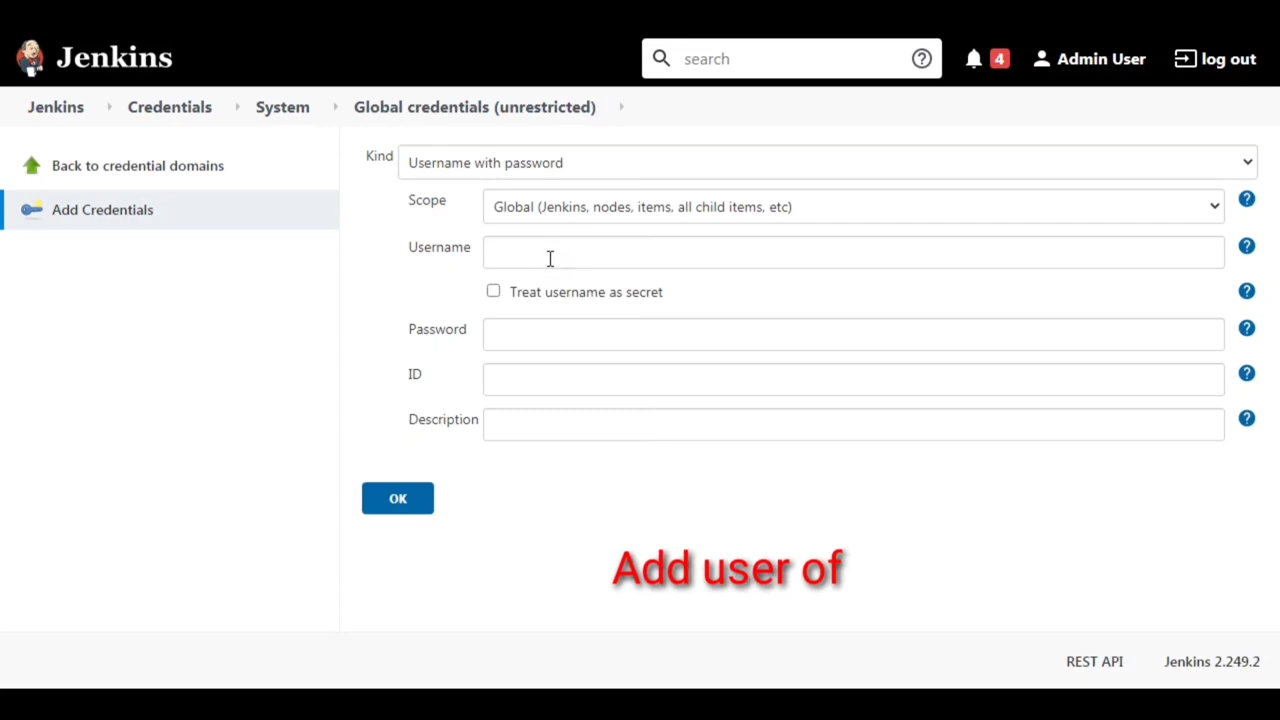 Jenkins
search
4
Admin User
log out
Jenkins
Credentials
System
Global credentials (unrestricted)
Back to credential domains
Add Credentials
Kind
Username with password
Scope
Global (Jenkins, nodes, items, all child items, etc)
Username
Treat username as secret
Password
ID
Description
OK
Add user of
REST API
Jenkins 2.249.2